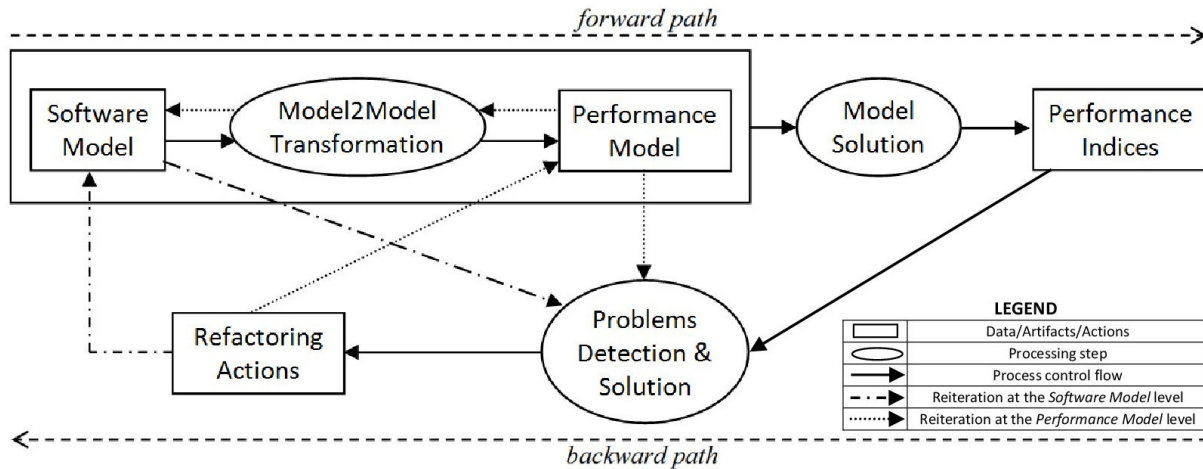 forward path
Software
Model
Model2Model
Transformation
Performance
Model
Model
Solution
Performance
Indices
Refactoring
Actions
Problems
Detection &
Solution
LEGEND
Data/Artifacts/Actions
Processing step
Process control flow
Reiteration at the Software Model level
Reiteration at the Performance Model level
backward path